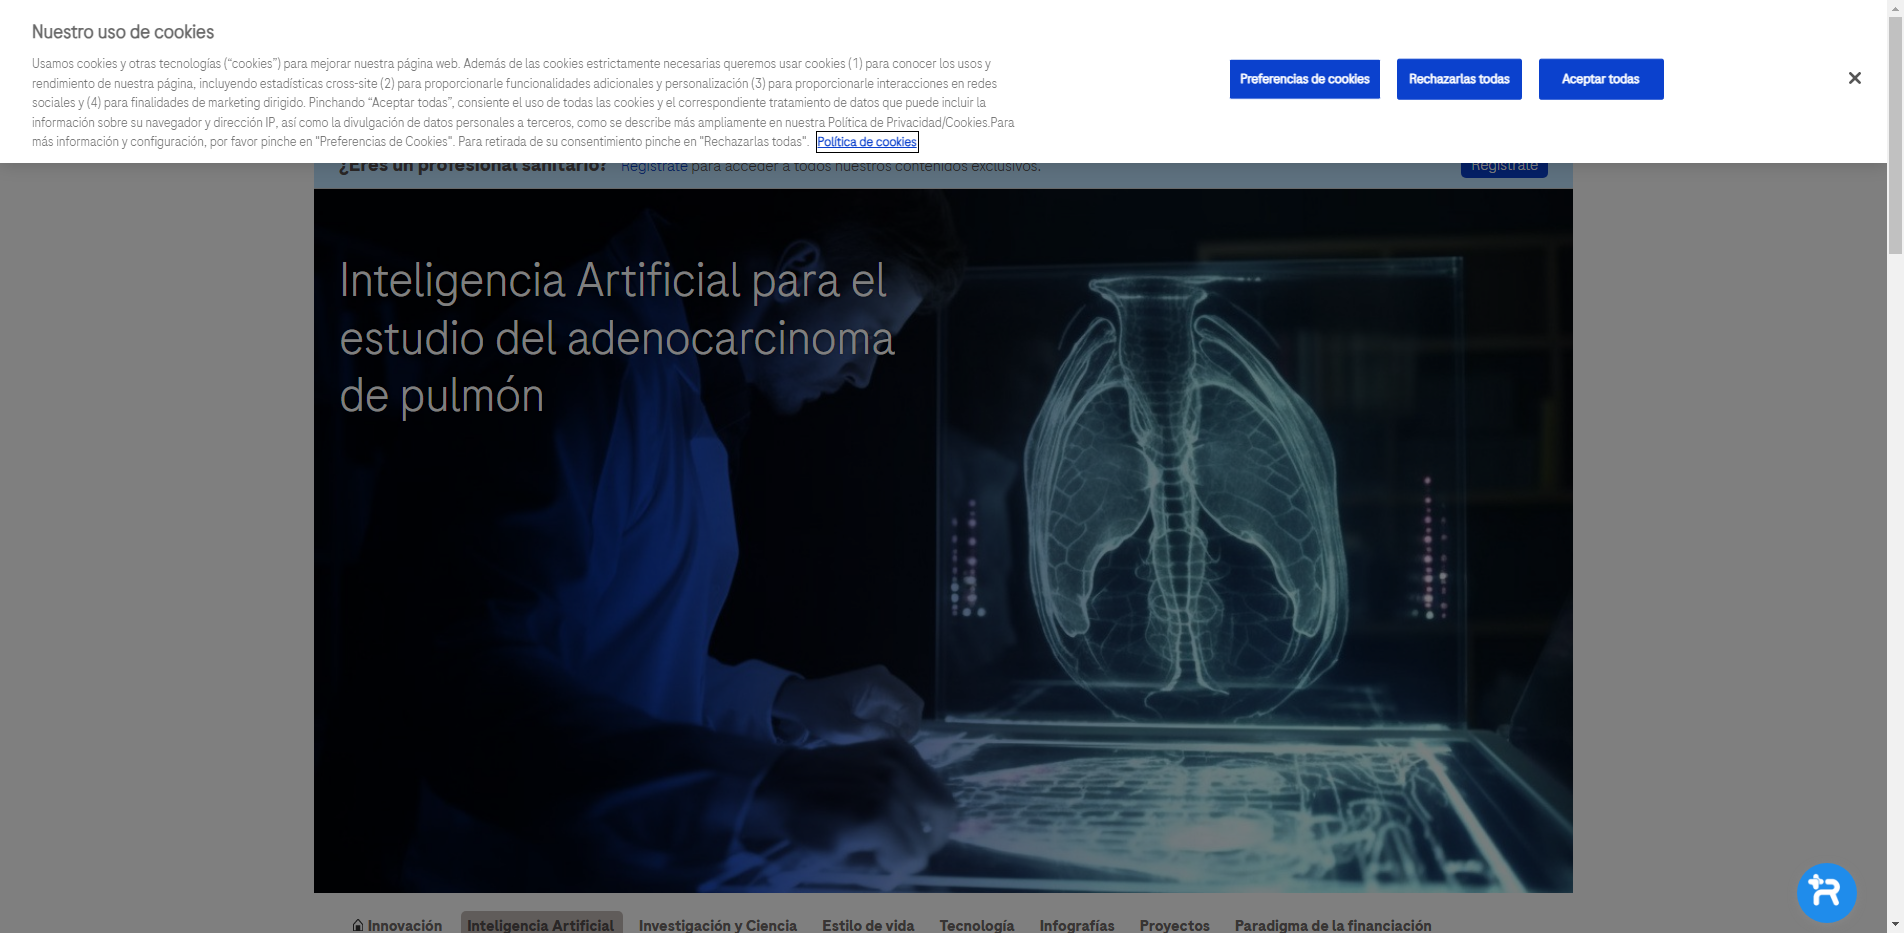 Nuestro uso de cookies
Usamos cookies y otras tecnologías (“cookies”) para mejorar nuestra página web. Además de las cookies estrictamente necesarias queremos usar cookies (1) para conocer los usos y
rendimiento de nuestra página, incluyendo estadísticas cross-site (2) para proporcionarle funcionalidades adicionales y personalización (3) para proporcionarle interacciones en redes
sociales y (4) para finalidades de marketing dirigido. Pinchando “Aceptar todas”, consiente el uso de todas las cookies y el correspondiente tratamiento de datos que puede incluir la
información sobre su navegador y dirección IP, así como la divulgación de datos personales a terceros, como se describe más ampliamente en nuestra Política de Privacidad/Cookies.Para
más información y configuración, por favor pinche en "Preferencias de Cookies". Para retirada de su consentimiento pinche en "Rechazarlas todas". Política de cookies
Preferencias de cookies
Rechazarlas todas
Aceptar todas
¿Eres un profesional sanitario? Regístrate para acceder a todos nuestros contenidos exclusivos.
Regístrate
Inteligencia Artificial para el
estudio del adenocarcinoma
de pulmón
Innovación Inteligencia Artificial Investigación y Ciencia Estilo de vida Tecnología Infografías Proyectos Paradigma de la financiación